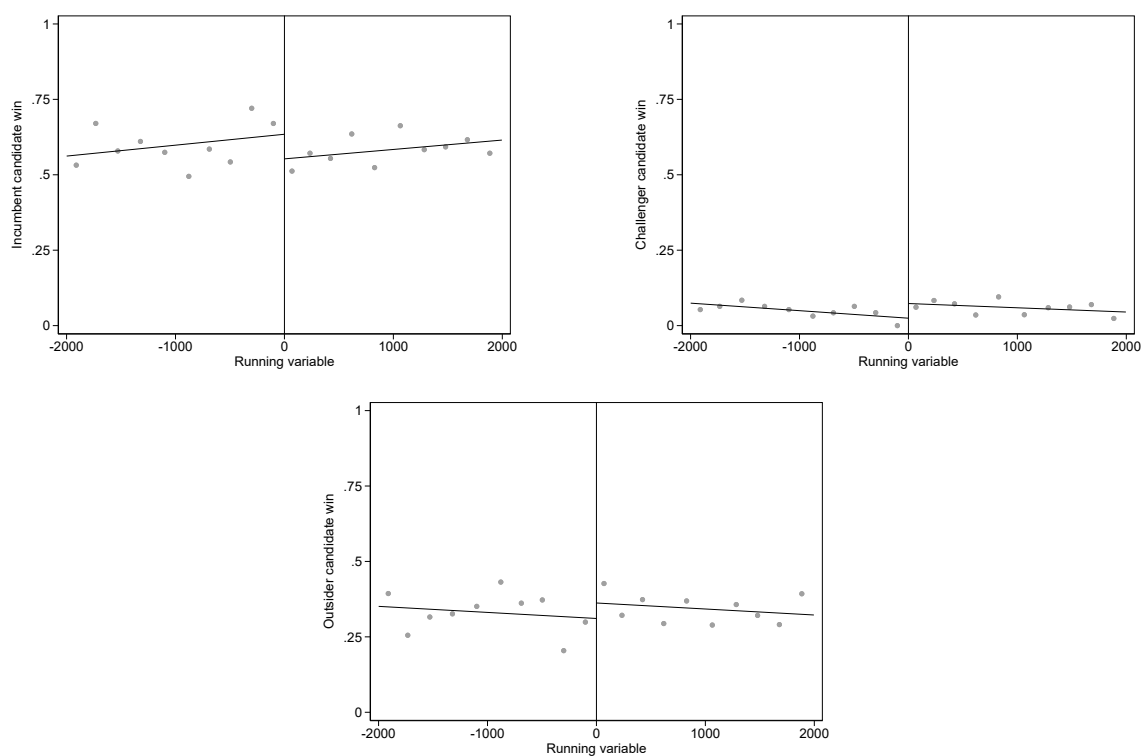 Incumbent candidate win
1
.75
.5
.25
0
-2000 -1000 0 1000 2000
Running variable
Challenger candidate win
1
.75
.5
.25
0
-2000 -1000 0 1000 2000
Running variable
Outsider candidate win
1
.75
.5
.25
0
-2000 -1000 0 1000 2000
Running variable